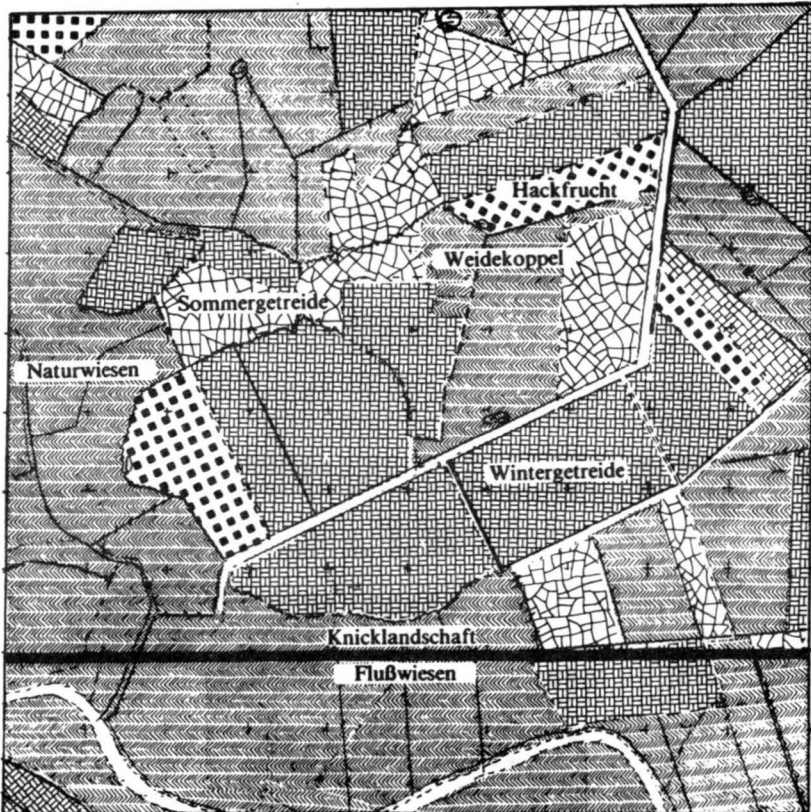 Hackfrucht
Weidekoppel
Sommergetreide
Naturwiesen
Wintergetreide
Knicklandschaft
Flußwiesen